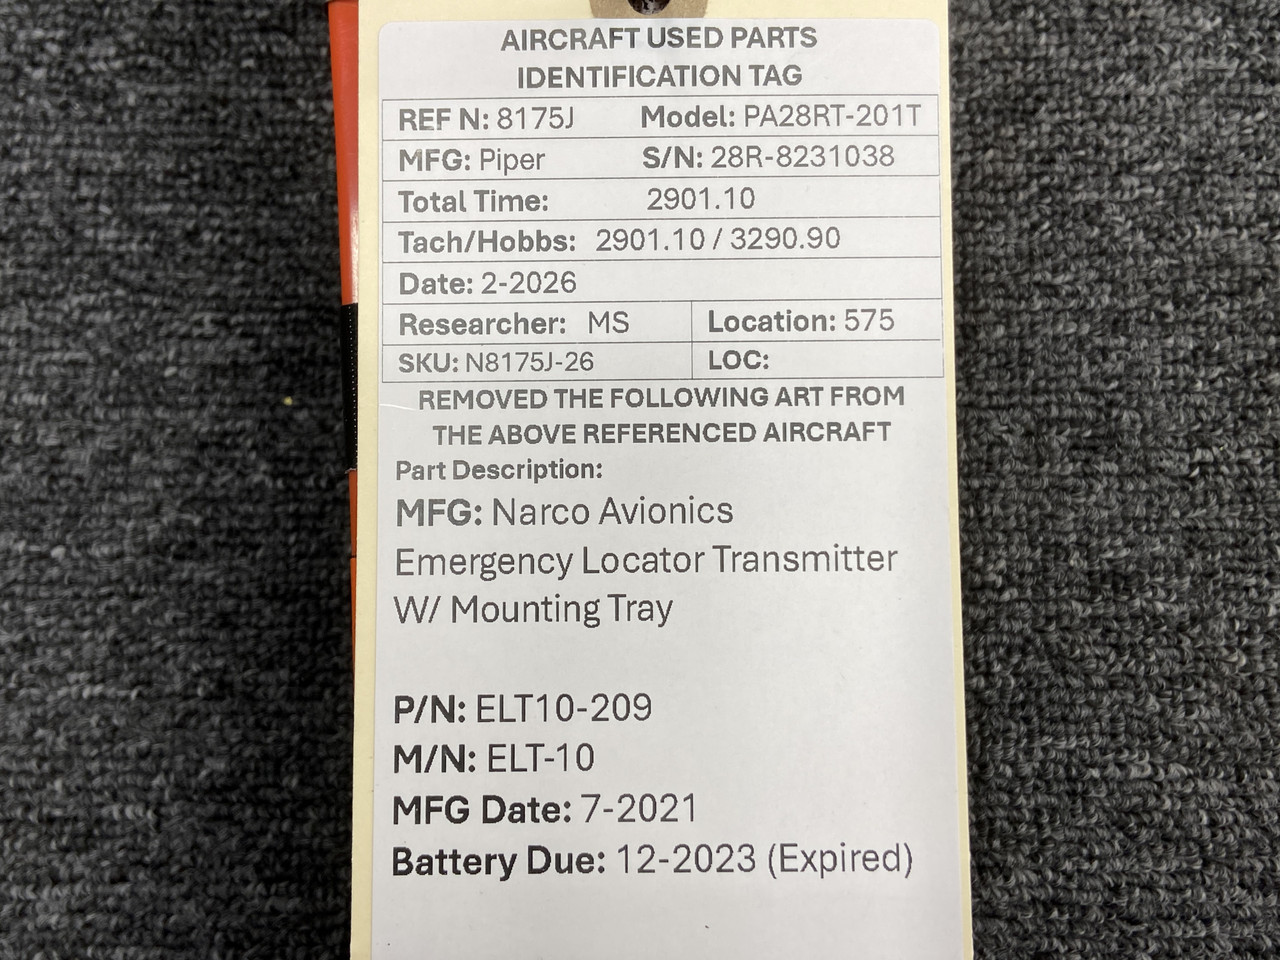 AIRCRAFT USED PARTS
IDENTIFICATION TAG
REF N: 8175J Model: PA28RT-201T
MFG: Piper S/N: 28R-8231038
Total Time: 2901.10
Tach/Hobbs: 2901.10 / 3290.90
Date: 2-2026
Researcher: MS Location: 575
SKU: N8175J-26 LOC:
REMOVED THE FOLLOWING ART FROM
THE ABOVE REFERENCED AIRCRAFT
Part Description:
MFG: Narco Avionics
Emergency Locator Transmitter
W/ Mounting Tray
P/N: ELT10-209
M/N: ELT-10
MFG Date: 7-2021
Battery Due: 12-2023 (Expired)